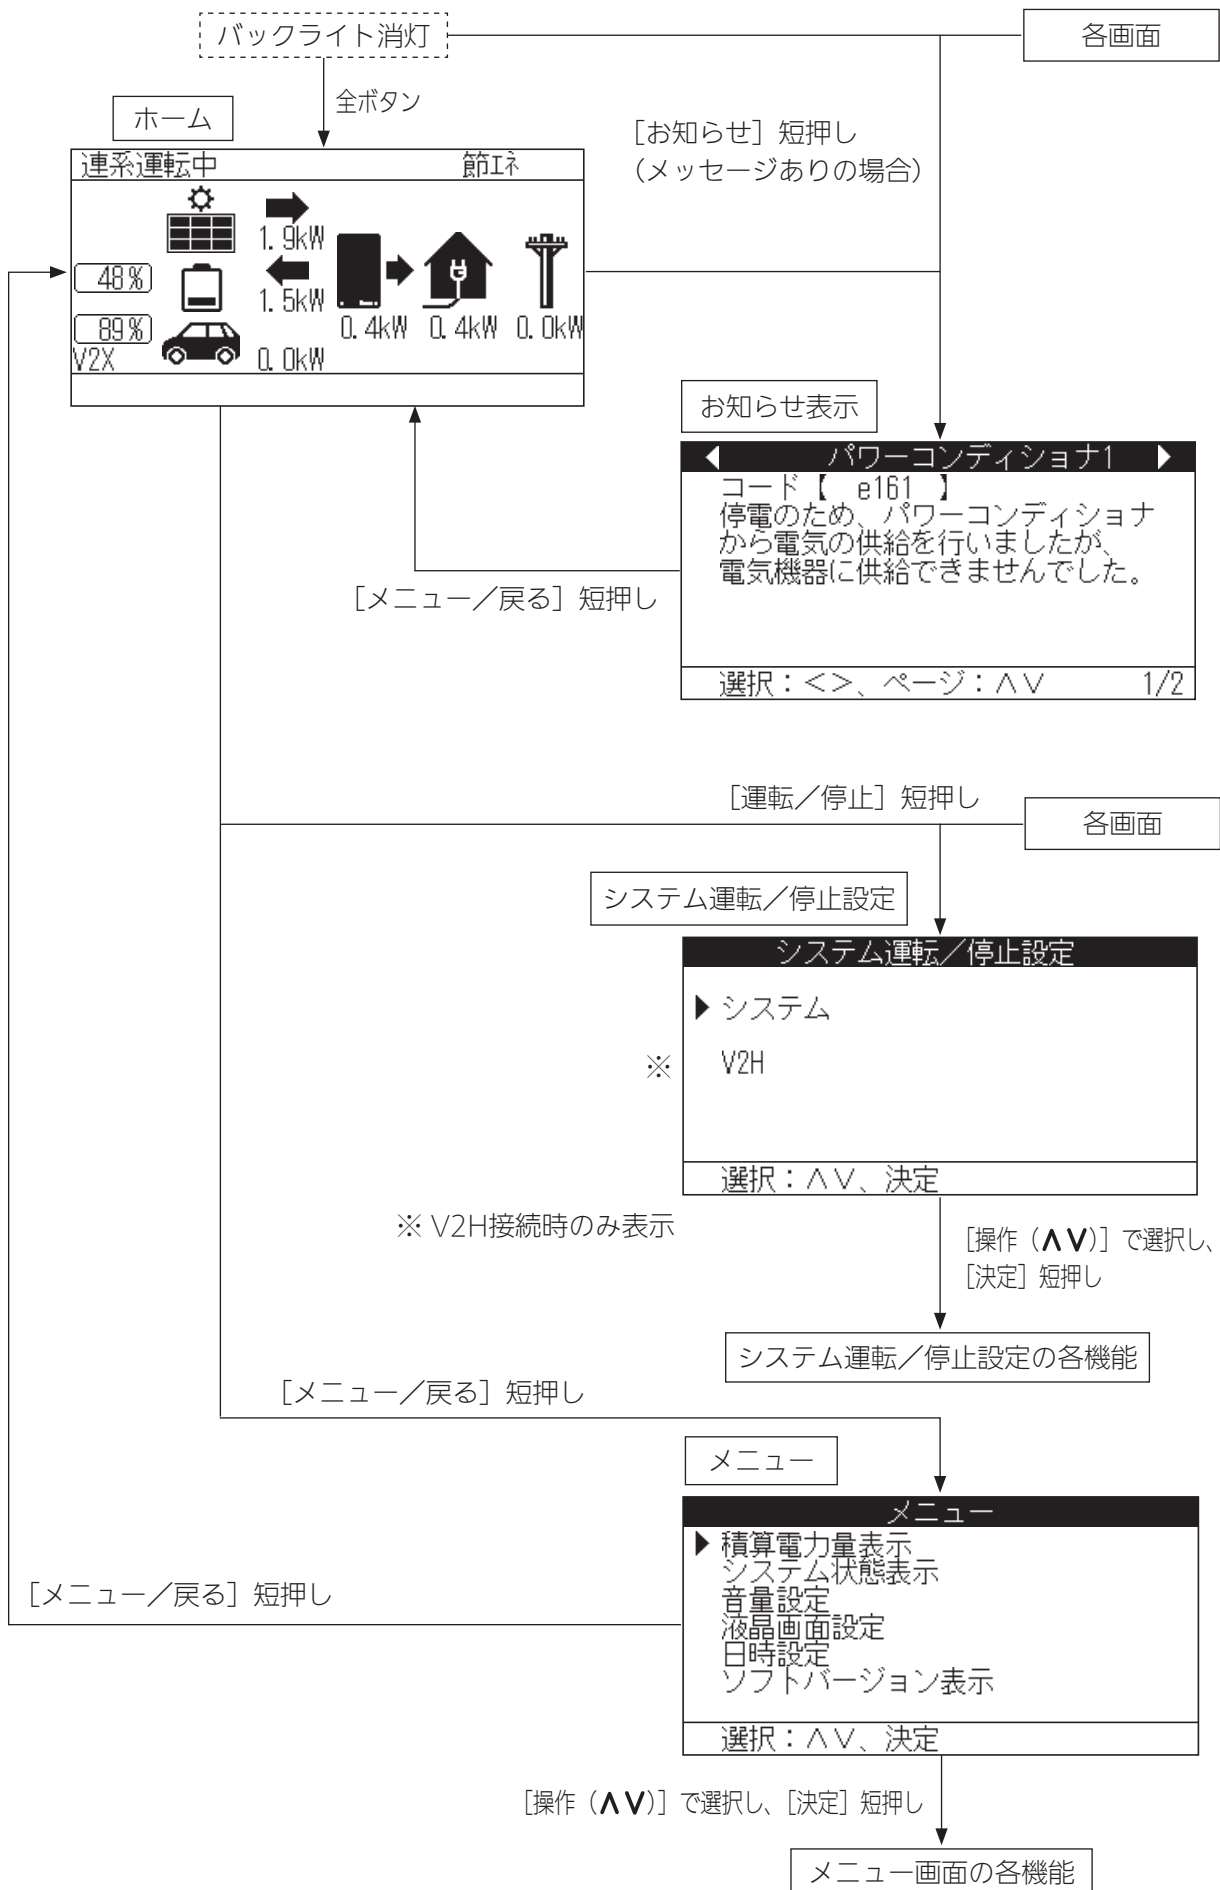 バックライト消灯
各画面
全ボタン
ホーム
［お知らせ］短押し
（メッセージありの場合）
連系運転中 節エネ
1.9kW
48%
1.5kW
89%
0.4kW 0.4kW 0.0kW
V2X 0.0kW
お知らせ表示
パワーコンディショナ1
コード【 e161 】
停電のため、パワーコンディショナ
から電気の供給を行いましたが、
電気機器に供給できませんでした。
［メニュー／戻る］短押し
選択：＜＞、ページ：∧∨ 1/2
［運転／停止］短押し
各画面
システム運転／停止設定
システム運転／停止設定
システム
※ V2H
選択：∧∨、決定
※ V2H接続時のみ表示
［操作（∧∨）］で選択し、
［決定］短押し
システム運転／停止設定の各機能
［メニュー／戻る］短押し
メニュー
メニュー
積算電力量表示
システム状態表示
音量設定
液晶画面設定
日時設定
ソフトバージョン表示
［メニュー／戻る］短押し
選択：∧∨、決定
［操作（∧∨）］で選択し、［決定］短押し
メニュー画面の各機能